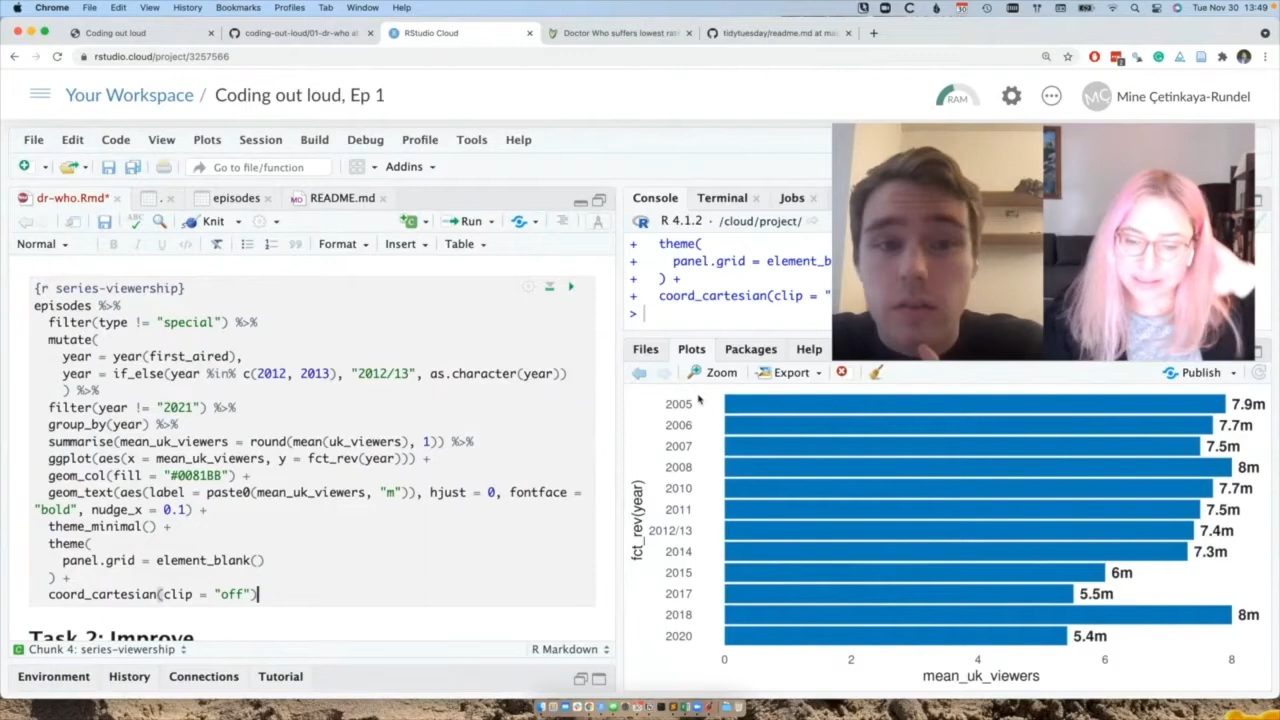 Chrome File Edit View History Bookmarks Profiles Tab Window Help Tue Nov 30 13:49
Coding out loud
coding-out-loud/01-dr-who a
RStudio Cloud
Doctor Who suffers lowest rat
tidytuesday/readme.md at ma
rstudio.cloud/project/3257566
Your Workspace / Coding out loud, Ep 1
RAM
MC Mine Çetinkaya-Rundel
File Edit Code View Plots Session Build Debug Profile Tools Help
Go to file/function
Addins
dr-who.Rmd*
.
episodes
README.md
Knit
Run
Normal
B I U
Format
Insert
Table
{r series-viewership}
episodes %>%
filter(type != "special") %>%
mutate(
year = year(first_aired),
year = if_else(year %in% c(2012, 2013), "2012/13", as.character(year))
) %>%
filter(year != "2021") %>%
group_by(year) %>%
summarise(mean_uk_viewers = round(mean(uk_viewers), 1)) %>%
ggplot(aes(x = mean_uk_viewers, y = fct_rev(year))) +
geom_col(fill = "#0081BB") +
geom_text(aes(label = paste0(mean_uk_viewers, "m")), hjust = 0, fontface =
"bold", nudge_x = 0.1) +
theme_minimal() +
theme(
panel.grid = element_blank()
) +
coord_cartesian(clip = "off")
Task 2: Improve
Chunk 4: series-viewership
R Markdown
Environment History Connections Tutorial
Console Terminal Jobs
R 4.1.2 · /cloud/project/
+ theme(
+ panel.grid = element_b
+ ) +
+ coord_cartesian(clip = "
>
Files Plots Packages Help
Zoom
Export
Publish
fct_rev(year)
2005 7.9m
2006 7.7m
2007 7.5m
2008 8m
2010 7.7m
2011 7.5m
2012/13 7.4m
2014 7.3m
2015 6m
2017 5.5m
2018 8m
2020 5.4m
0 2 4 6 8
mean_uk_viewers